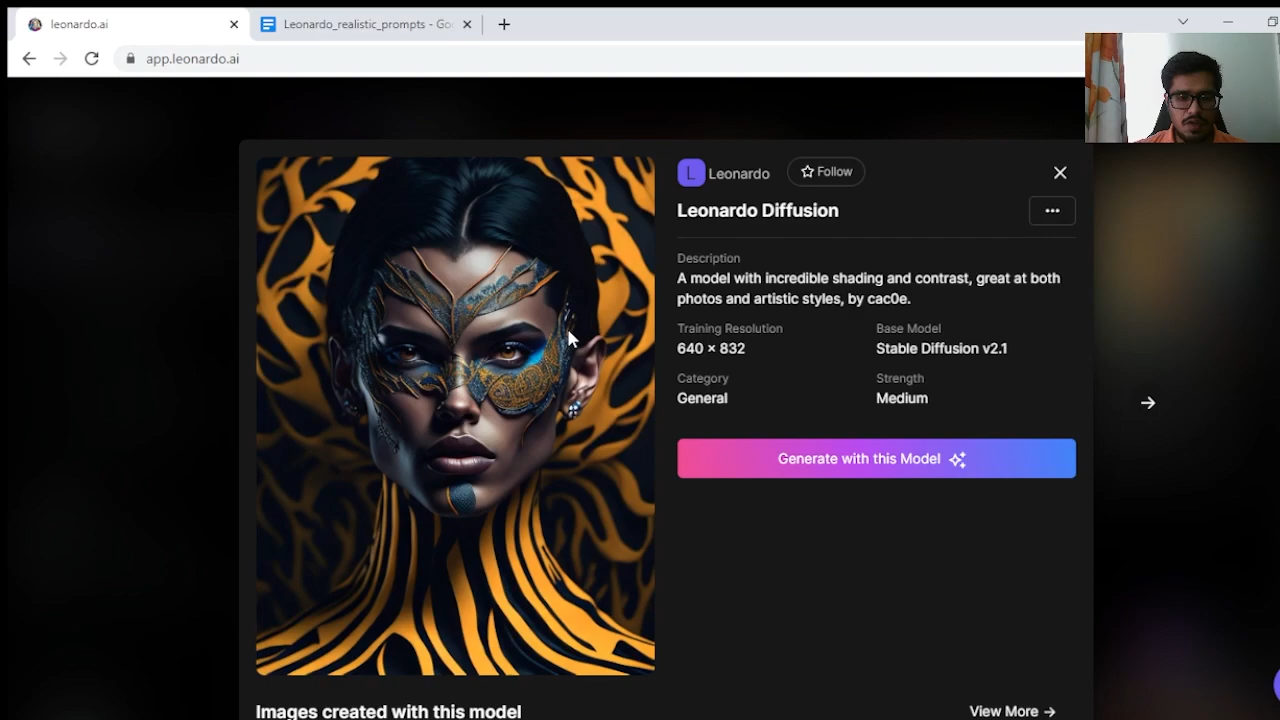 leonardo.ai
Leonardo_realistic_prompts - Go
app.leonardo.ai
L Leonardo
Follow
Leonardo Diffusion
Description
A model with incredible shading and contrast, great at both
photos and artistic styles, by cac0e.
Training Resolution
Base Model
640 × 832
Stable Diffusion v2.1
Category
Strength
General
Medium
Generate with this Model
Images created with this model
View More →